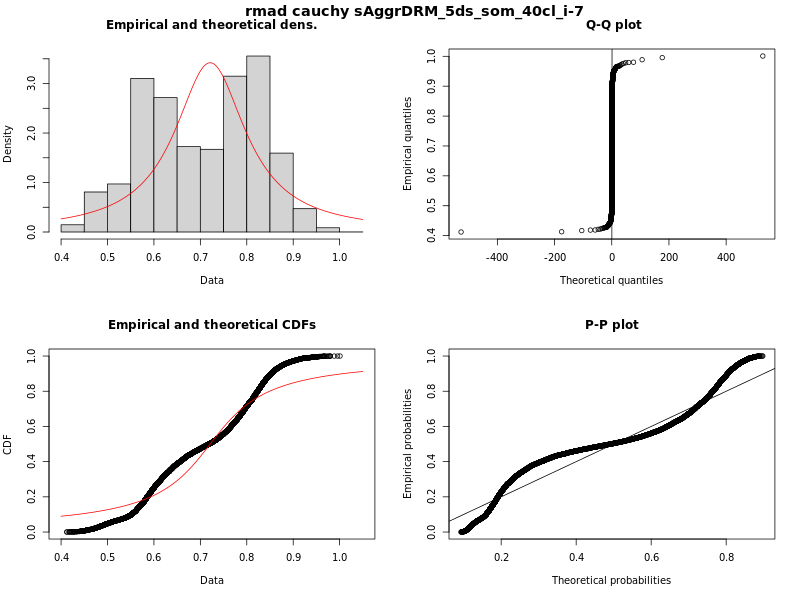 rmad cauchy sAggrDRM_5ds_som_40cl_i-7
Empirical and theoretical dens.
Density
0.0 1.0 2.0 3.0
0.4 0.5 0.6 0.7 0.8 0.9 1.0
Data
Q-Q plot
Empirical quantiles
0.4 0.5 0.6 0.7 0.8 0.9 1.0
-400 -200 0 200 400
Theoretical quantiles
Empirical and theoretical CDFs
CDF
0.0 0.2 0.4 0.6 0.8 1.0
0.4 0.5 0.6 0.7 0.8 0.9 1.0
Data
P-P plot
Empirical probabilities
0.0 0.2 0.4 0.6 0.8 1.0
0.2 0.4 0.6 0.8
Theoretical probabilities